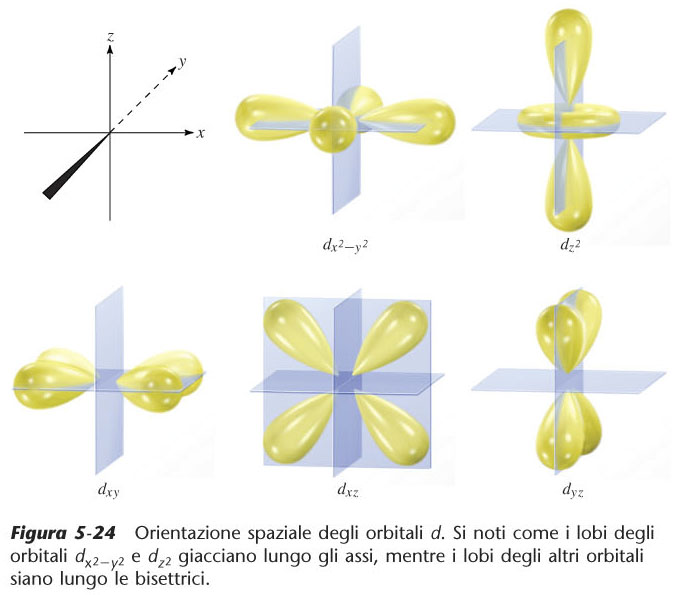 z
y
x
dx²−y²
dz²
dxy
dxz
dyz
Figura 5-24 Orientazione spaziale degli orbitali d. Si noti come i lobi degli
orbitali dx²−y² e dz² giacciano lungo gli assi, mentre i lobi degli altri orbitali
siano lungo le bisettrici.